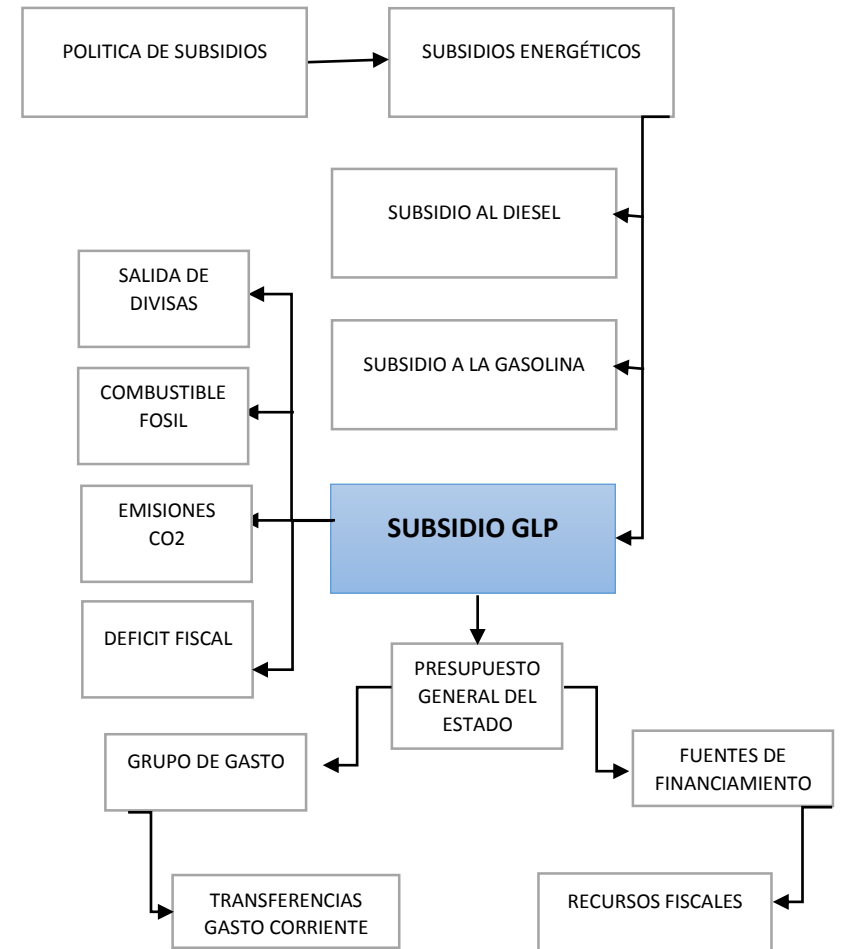 POLITICA DE SUBSIDIOS
SUBSIDIOS ENERGÉTICOS
SUBSIDIO AL DIESEL
SALIDA DE
DIVISAS
SUBSIDIO A LA GASOLINA
COMBUSTIBLE
FOSIL
EMISIONES
CO2
SUBSIDIO GLP
DEFICIT FISCAL
PRESUPUESTO
GENERAL DEL
ESTADO
GRUPO DE GASTO
FUENTES DE
FINANCIAMIENTO
TRANSFERENCIAS
GASTO CORRIENTE
RECURSOS FISCALES